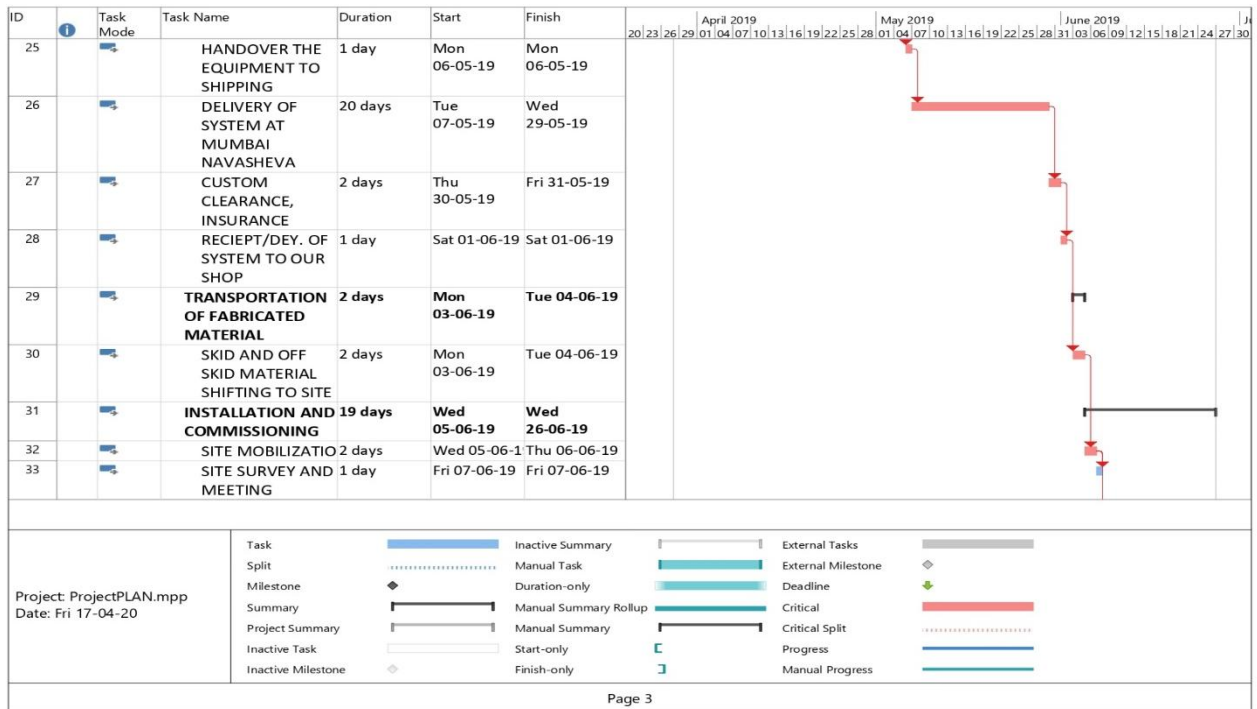 ID Task Mode Task Name Duration Start Finish
April 2019 May 2019 June 2019
20 23 26 29 01 04 07 10 13 16 19 22 25 28 01 04 07 10 13 16 19 22 25 28 31 03 06 09 12 15 18 21 24 27 30
25 HANDOVER THE 1 day Mon Mon
EQUIPMENT TO 06-05-19 06-05-19
SHIPPING
26 DELIVERY OF 20 days Tue Wed
SYSTEM AT 07-05-19 29-05-19
MUMBAI
NAVASHEVA
27 CUSTOM 2 days Thu Fri 31-05-19
CLEARANCE, 30-05-19
INSURANCE
28 RECIEPT/DEY. OF 1 day Sat 01-06-19 Sat 01-06-19
SYSTEM TO OUR
SHOP
29 TRANSPORTATION 2 days Mon Tue 04-06-19
OF FABRICATED 03-06-19
MATERIAL
30 SKID AND OFF 2 days Mon Tue 04-06-19
SKID MATERIAL 03-06-19
SHIFTING TO SITE
31 INSTALLATION AND 19 days Wed Wed
COMMISSIONING 05-06-19 26-06-19
32 SITE MOBILIZATIO 2 days Wed 05-06-1 Thu 06-06-19
33 SITE SURVEY AND 1 day Fri 07-06-19 Fri 07-06-19
MEETING
Project: ProjectPLAN.mpp
Date: Fri 17-04-20
Task Inactive Summary External Tasks
Split Manual Task External Milestone
Milestone Duration-only Deadline
Summary Manual Summary Rollup Critical
Project Summary Manual Summary Critical Split
Inactive Task Start-only Progress
Inactive Milestone Finish-only Manual Progress
Page 3